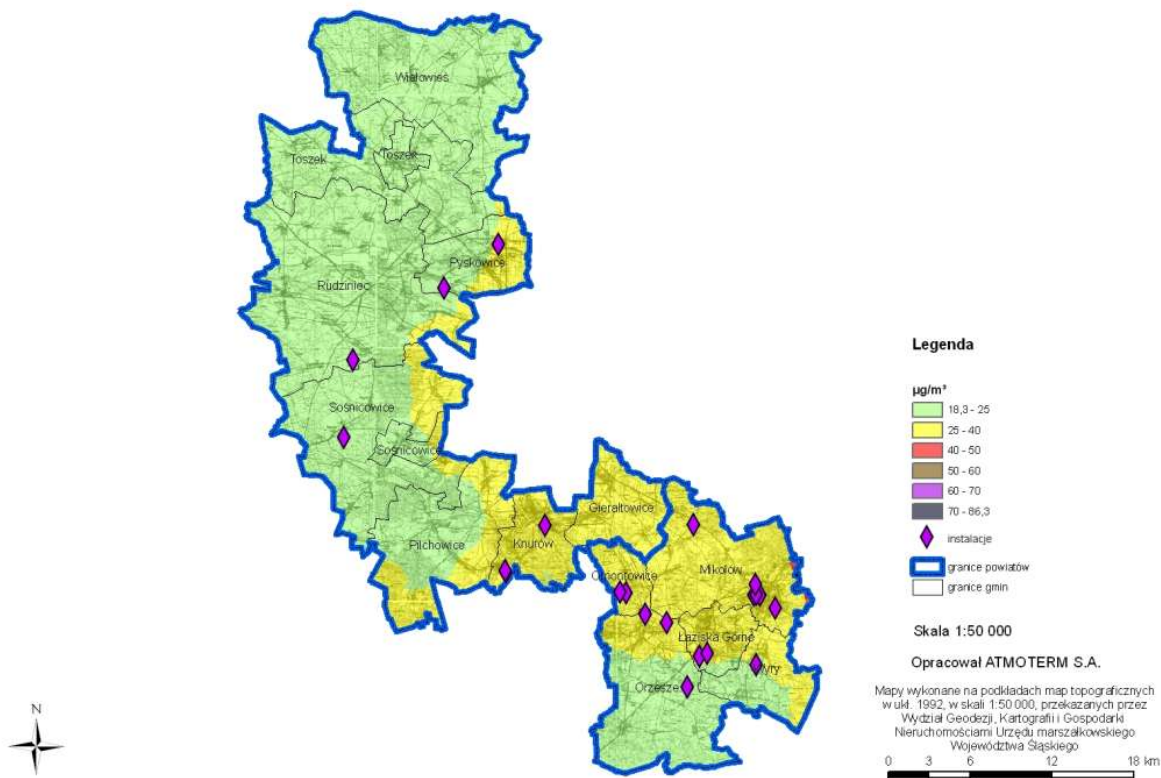 Wielowieś
Toszek
Toszek
Pyskowice
Rudziniec
Sośnicowice
Sośnicowice
Gierałtowice
Knurów
Pilchowice
Ornontowice
Mikołów
Łaziska Górne
Wyry
Orzesze
N
Legenda
µg/m³
18,3 - 25
25 - 40
40 - 50
50 - 60
60 - 70
70 - 86,3
instalacje
granice powiatów
granice gmin
Skala 1:50 000
Opracował ATMOTERM S.A.
Mapy wykonane na podkładach map topograficznych
w ukł. 1992, w skali 1:50 000, przekazanych przez
Wydział Geodezji, Kartografii i Gospodarki
Nieruchomościami Urzędu marszałkowskiego
Województwa Śląskiego
0 3 6 12 18 km